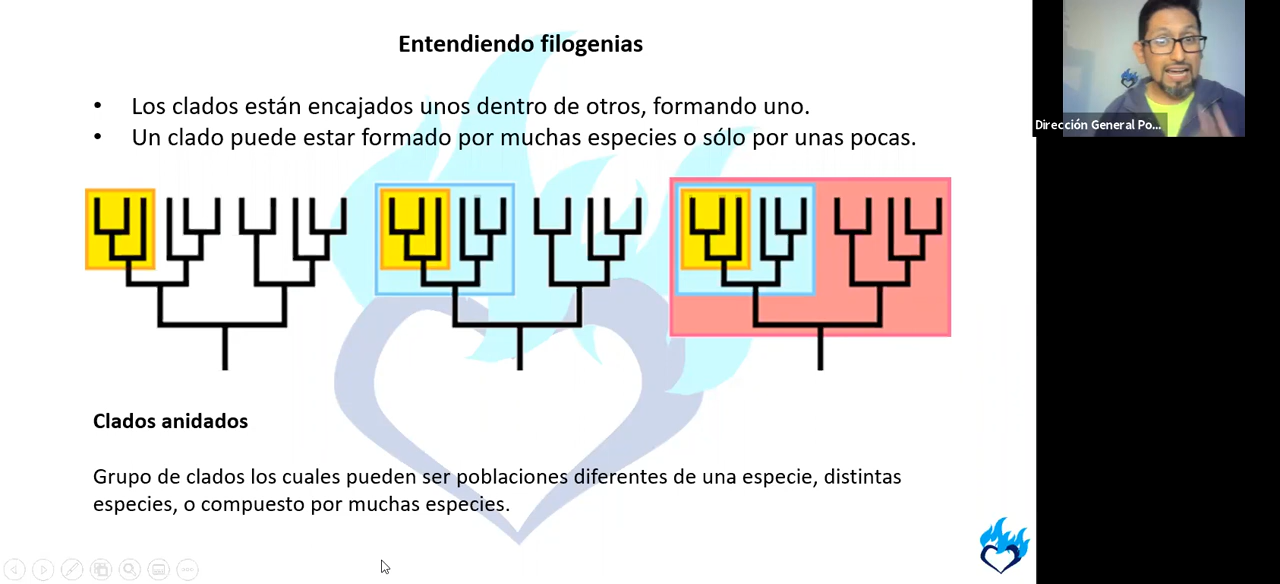 Entendiendo filogenias
• Los clados están encajados unos dentro de otros, formando uno.
• Un clado puede estar formado por muchas especies o sólo por unas pocas.
Clados anidados
Grupo de clados los cuales pueden ser poblaciones diferentes de una especie, distintas
especies, o compuesto por muchas especies.
Dirección General Po...